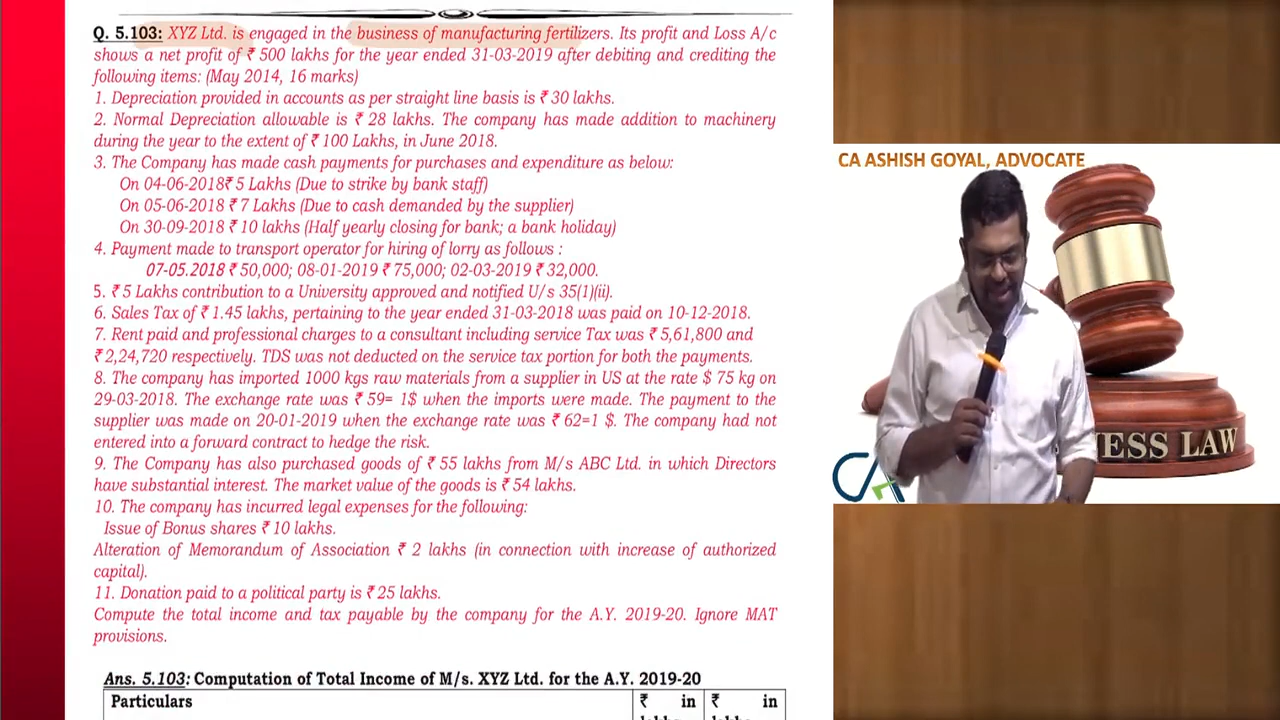 Q. 5.103: XYZ Ltd. is engaged in the business of manufacturing fertilizers. Its profit and Loss A/c
shows a net profit of ₹ 500 lakhs for the year ended 31-03-2019 after debiting and crediting the
following items: (May 2014, 16 marks)
1. Depreciation provided in accounts as per straight line basis is ₹ 30 lakhs.
2. Normal Depreciation allowable is ₹ 28 lakhs. The company has made addition to machinery
during the year to the extent of ₹ 100 Lakhs, in June 2018.
3. The Company has made cash payments for purchases and expenditure as below:
On 04-06-2018₹ 5 Lakhs (Due to strike by bank staff)
On 05-06-2018 ₹ 7 Lakhs (Due to cash demanded by the supplier)
On 30-09-2018 ₹ 10 lakhs (Half yearly closing for bank; a bank holiday)
4. Payment made to transport operator for hiring of lorry as follows :
07-05.2018 ₹ 50,000; 08-01-2019 ₹ 75,000; 02-03-2019 ₹ 32,000.
5. ₹ 5 Lakhs contribution to a University approved and notified U/s 35(1)(ii).
6. Sales Tax of ₹ 1.45 lakhs, pertaining to the year ended 31-03-2018 was paid on 10-12-2018.
7. Rent paid and professional charges to a consultant including service Tax was ₹ 5,61,800 and
₹ 2,24,720 respectively. TDS was not deducted on the service tax portion for both the payments.
8. The company has imported 1000 kgs raw materials from a supplier in US at the rate $ 75 kg on
29-03-2018. The exchange rate was ₹ 59= 1$ when the imports were made. The payment to the
supplier was made on 20-01-2019 when the exchange rate was ₹ 62=1 $. The company had not
entered into a forward contract to hedge the risk.
9. The Company has also purchased goods of ₹ 55 lakhs from M/s ABC Ltd. in which Directors
have substantial interest. The market value of the goods is ₹ 54 lakhs.
10. The company has incurred legal expenses for the following:
Issue of Bonus shares ₹ 10 lakhs.
Alteration of Memorandum of Association ₹ 2 lakhs (in connection with increase of authorized
capital).
11. Donation paid to a political party is ₹ 25 lakhs.
Compute the total income and tax payable by the company for the A.Y. 2019-20. Ignore MAT
provisions.
Ans. 5.103: Computation of Total Income of M/s. XYZ Ltd. for the A.Y. 2019-20
Particulars ₹ in ₹ in
CA ASHISH GOYAL, ADVOCATE
NESS LAW
CA